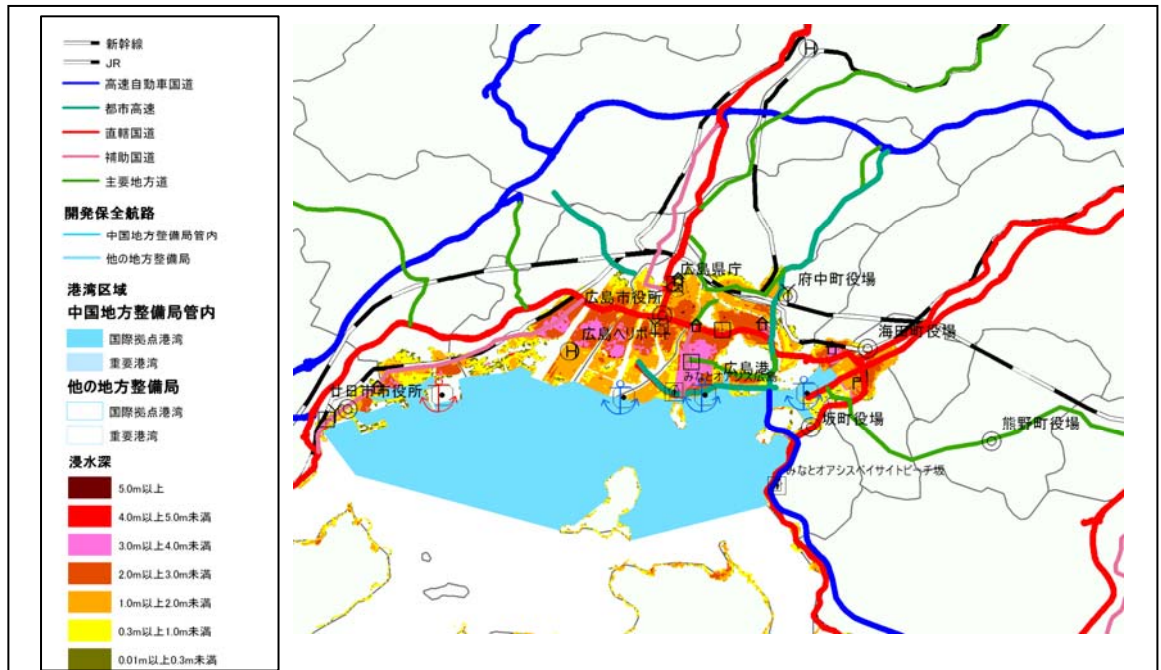 新幹線
JR
高速自動車国道
都市高速
直轄国道
補助国道
主要地方道
開発保全航路
中国地方整備局管内
他の地方整備局
港湾区域
中国地方整備局管内
国際拠点港湾
重要港湾
他の地方整備局
国際拠点港湾
重要港湾
浸水深
5.0m以上
4.0m以上5.0m未満
3.0m以上4.0m未満
2.0m以上3.0m未満
1.0m以上2.0m未満
0.3m以上1.0m未満
0.01m以上0.3m未満
H
広島県庁
府中町役場
広島市役所
広島ヘリポート
H
海田町役場
広島港
みなとオアシス広島
廿日市市役所
坂町役場
熊野町役場
みなとオアシスベイサイトビーチ坂